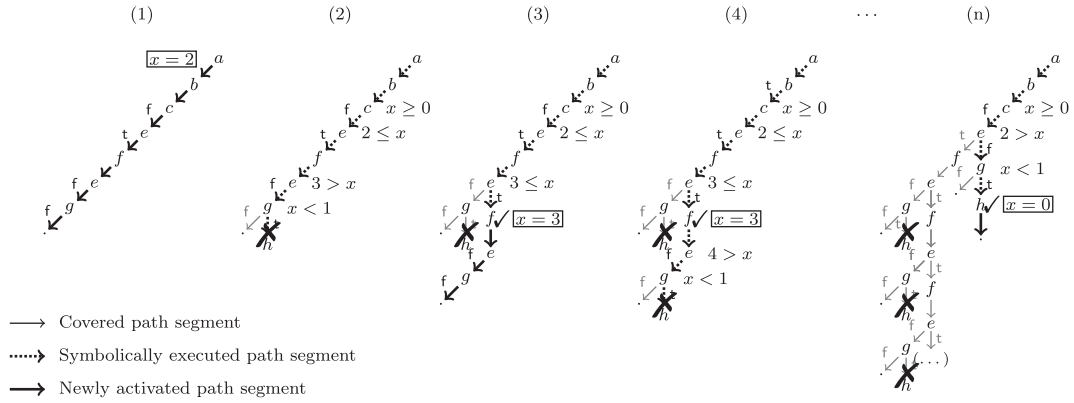 (1) (2) (3) (4) ··· (n)
x = 2 a a a a a
b b b b b
f c f c x ≥ 0 f c x ≥ 0 t c x ≥ 0 f c x ≥ 0
t e t e 2 ≤ x t e 2 ≤ x t e 2 ≤ x t e 2 > x
f f f f f f
f e f e 3 > x f e 3 ≤ x f e 3 ≤ x f e f g x < 1
f g f g x < 1 f g t f ✓ x = 3 f g t f ✓ x = 3 f g t f t h ✓ x = 0
. . t h . t h f e . t h f e 4 > x . t h f e t .
f g f g x < 1 f g f
. . t h . t h f e
f g t (...)
. h
Covered path segment
Symbolically executed path segment
Newly activated path segment